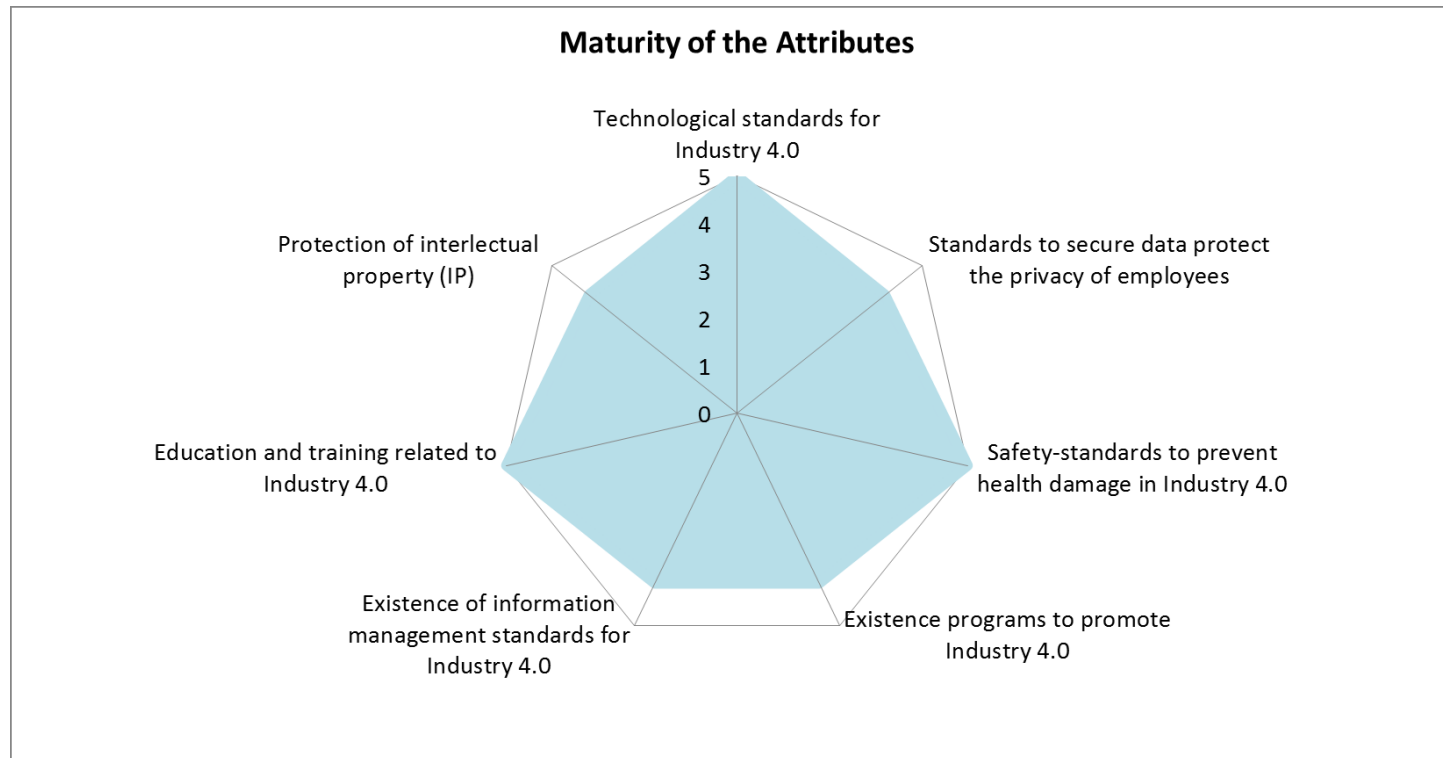 Maturity of the Attributes
Technological standards for
Industry 4.0
5
4
3
2
1
0
Standards to secure data protect
the privacy of employees
Safety-standards to prevent
health damage in Industry 4.0
Existence programs to promote
Industry 4.0
Existence of information
management standards for
Industry 4.0
Education and training related to
Industry 4.0
Protection of interlectual
property (IP)